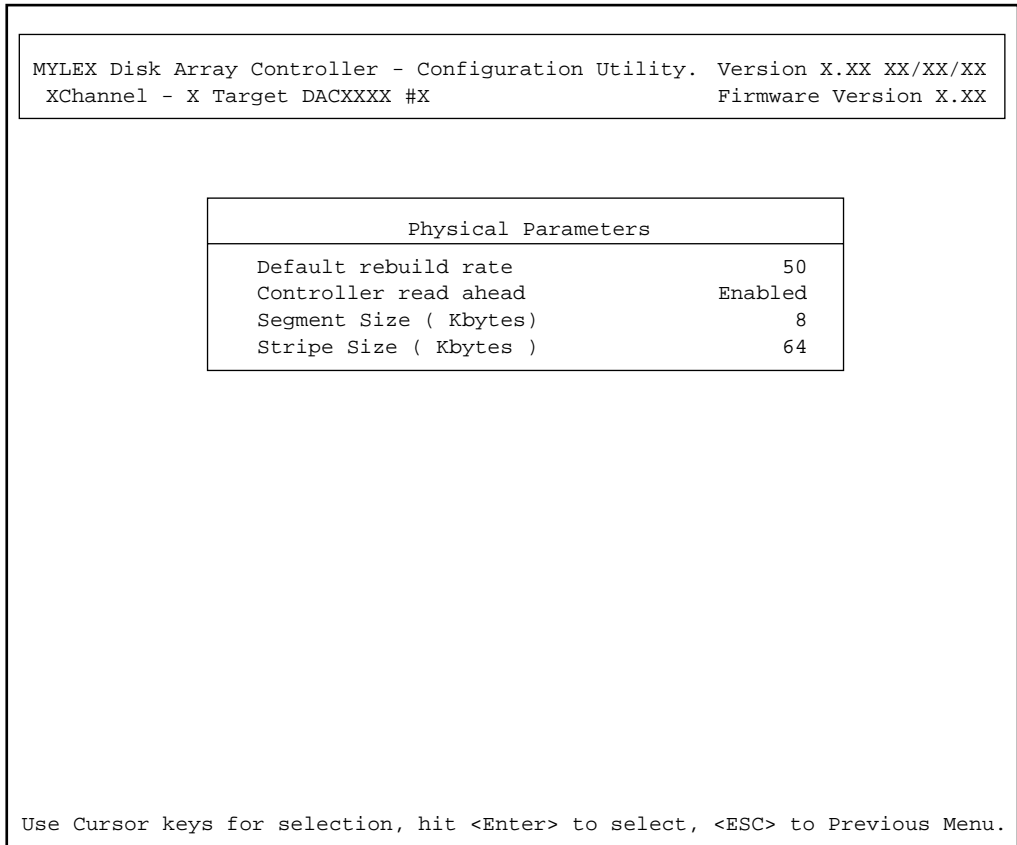 MYLEX Disk Array Controller - Configuration Utility. Version X.XX XX/XX/XX
XChannel - X Target DACXXXX #X Firmware Version X.XX
Physical Parameters
Default rebuild rate 50
Controller read ahead Enabled
Segment Size ( Kbytes) 8
Stripe Size ( Kbytes ) 64
Use Cursor keys for selection, hit <Enter> to select, <ESC> to Previous Menu.